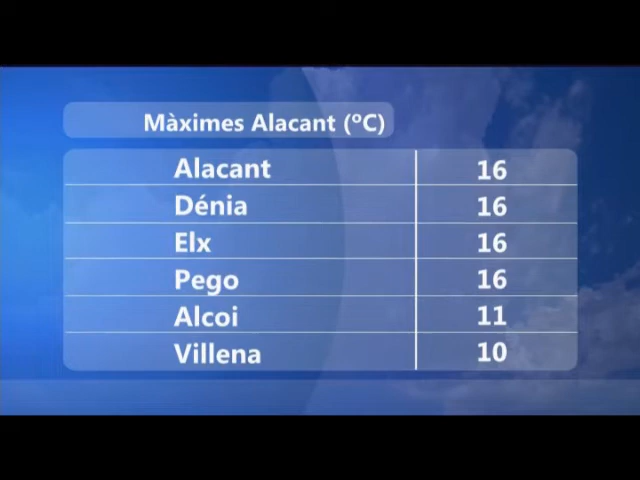 Màximes Alacant (ºC)
Alacant 16
Dénia 16
Elx 16
Pego 16
Alcoi 11
Villena 10